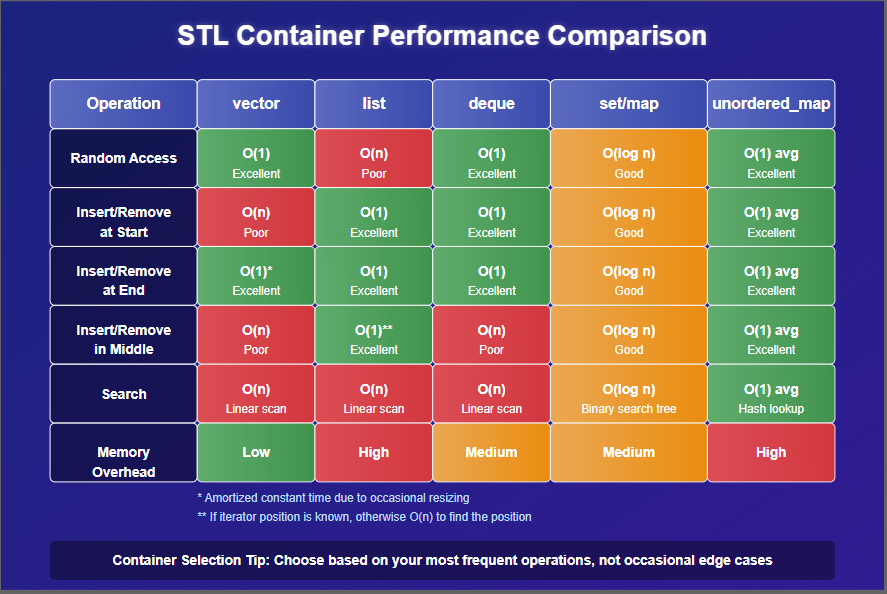 STL Container Performance Comparison
Operation vector list deque set/map unordered_map
Random Access O(1) O(n) O(1) O(log n) O(1) avg
Excellent Poor Excellent Good Excellent
Insert/Remove O(n) O(1) O(1) O(log n) O(1) avg
at Start Poor Excellent Excellent Good Excellent
Insert/Remove O(1)* O(1) O(1) O(log n) O(1) avg
at End Excellent Excellent Excellent Good Excellent
Insert/Remove O(n) O(1)** O(n) O(log n) O(1) avg
in Middle Poor Excellent Poor Good Excellent
Search O(n) O(n) O(n) O(log n) O(1) avg
Linear scan Linear scan Linear scan Binary search tree Hash lookup
Memory Low High Medium Medium High
Overhead
* Amortized constant time due to occasional resizing
** If iterator position is known, otherwise O(n) to find the position
Container Selection Tip: Choose based on your most frequent operations, not occasional edge cases